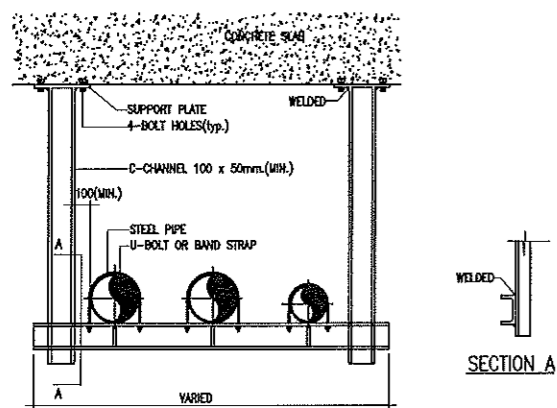 CONCRETE SLAB
SUPPORT PLATE
WELDED
4-BOLT HOLES(typ.)
C-CHANNEL 100 x 50mm.(MIN.)
100(MIN.)
STEEL PIPE
U-BOLT OR BAND STRAP
A
A
VARIED
WELDED
SECTION A